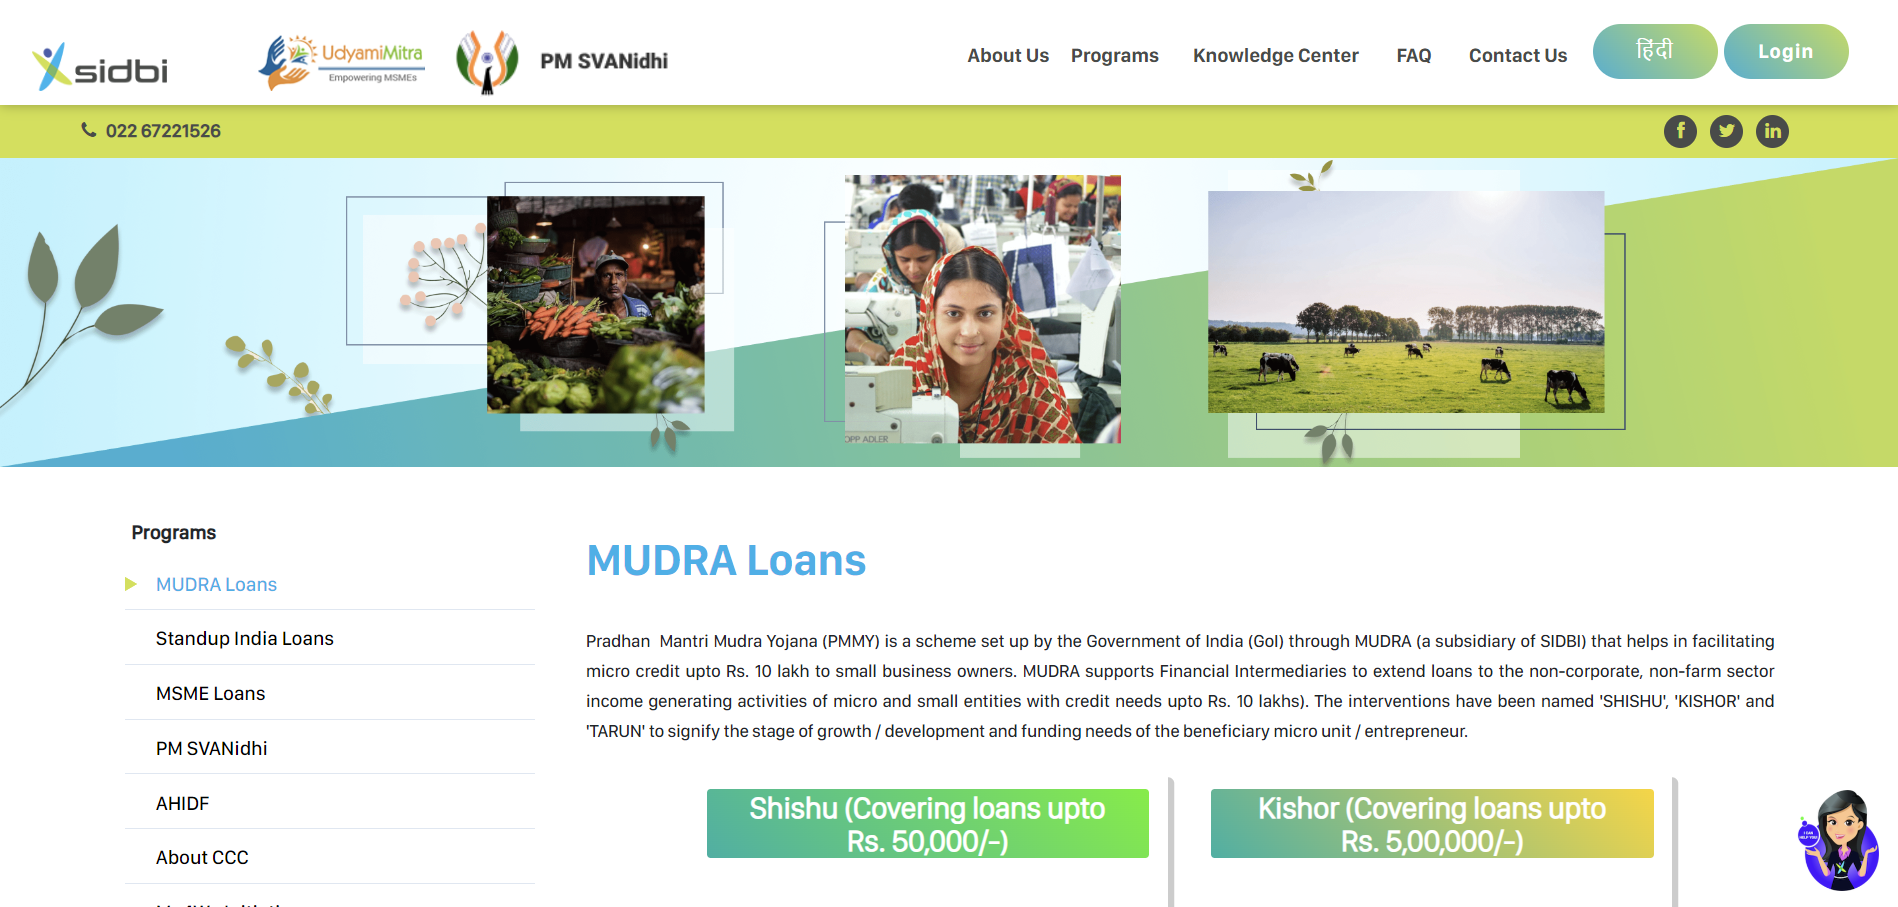 sidbi
UdyamiMitra
Empowering MSMEs
PM SVANidhi
About Us Programs Knowledge Center FAQ Contact Us हिंदी Login
022 67221526
f in
OPP ADLER
Programs
MUDRA Loans
Standup India Loans
MSME Loans
PM SVANidhi
AHIDF
About CCC
MUDRA Loans
Pradhan Mantri Mudra Yojana (PMMY) is a scheme set up by the Government of India (GoI) through MUDRA (a subsidiary of SIDBI) that helps in facilitating
micro credit upto Rs. 10 lakh to small business owners. MUDRA supports Financial Intermediaries to extend loans to the non-corporate, non-farm sector
income generating activities of micro and small entities with credit needs upto Rs. 10 lakhs). The interventions have been named 'SHISHU', 'KISHOR' and
'TARUN' to signify the stage of growth / development and funding needs of the beneficiary micro unit / entrepreneur.
Shishu (Covering loans upto
Rs. 50,000/-)
Kishor (Covering loans upto
Rs. 5,00,000/-)
I CAN
HELP YOU!